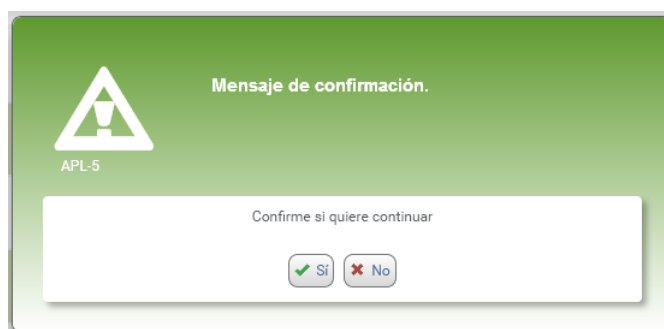 Mensaje de confirmación.
APL-5
Confirme si quiere continuar
Sí No